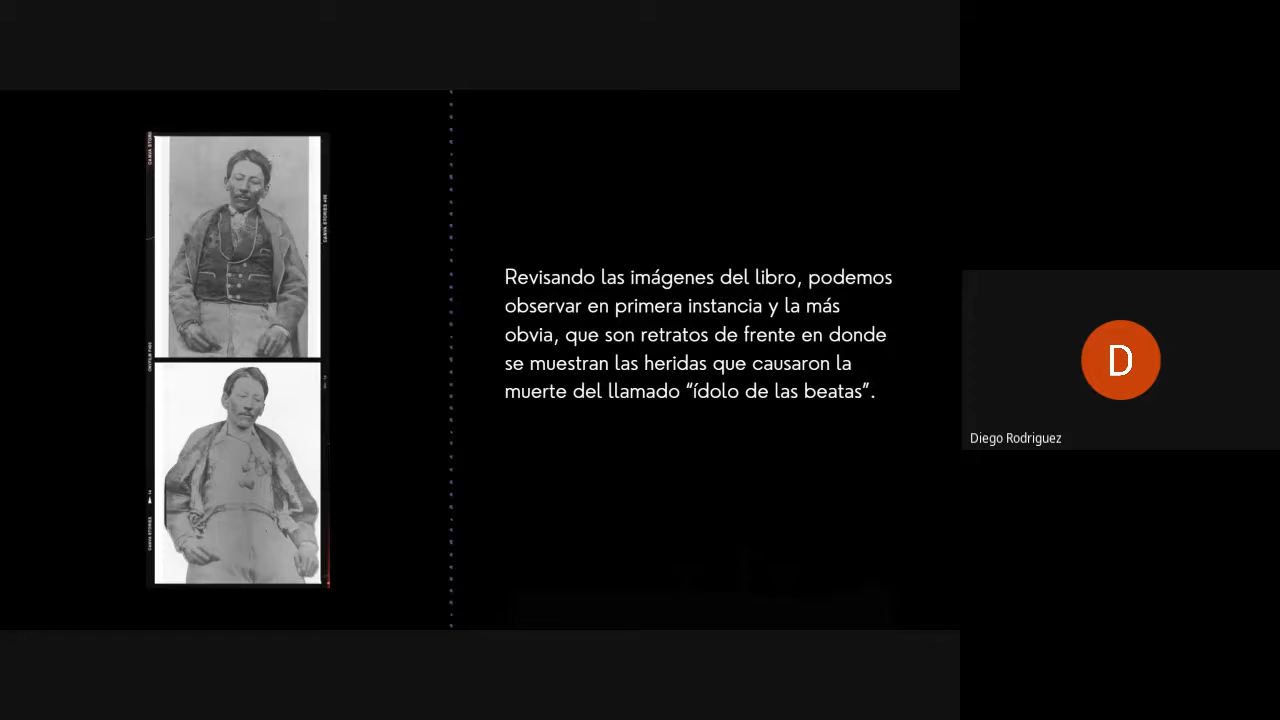 Revisando las imágenes del libro, podemos
observar en primera instancia y la más
obvia, que son retratos de frente en donde
se muestran las heridas que causaron la
muerte del llamado “ídolo de las beatas”.
D
Diego Rodriguez